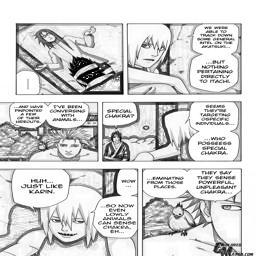 WE WERE
ABLE TO
TRACK DOWN
SOME GENERAL
INTEL ON THE
AKATSUKI...
...BUT
NOTHING
PERTAINING
DIRECTLY
TO ITACHI.
...AND HAVE
PINPOINTED
A FEW OF
THEIR
HIDEOUTS.
I'VE BEEN
CONVERSING
WITH
ANIMALS...
SPECIAL
CHAKRA?
SEEMS
THEY'RE
TARGETING
OSPECIFIC
INDIVIDUALS...
...WHO
POSSEESS
SPECIAL
CHAKRA.
HUH...
JUST LIKE
KARIN.
WOW
...
...SO NOW
EVEN
LOWLY
ANIMALS
CAN SENSE
CHAKRA,
EH...
...EMINATING
FROM THOSE
PLACES.
THEY SAY
THEY SENSE
POWERFUL,
UNPLEASANT
CHAKRA...